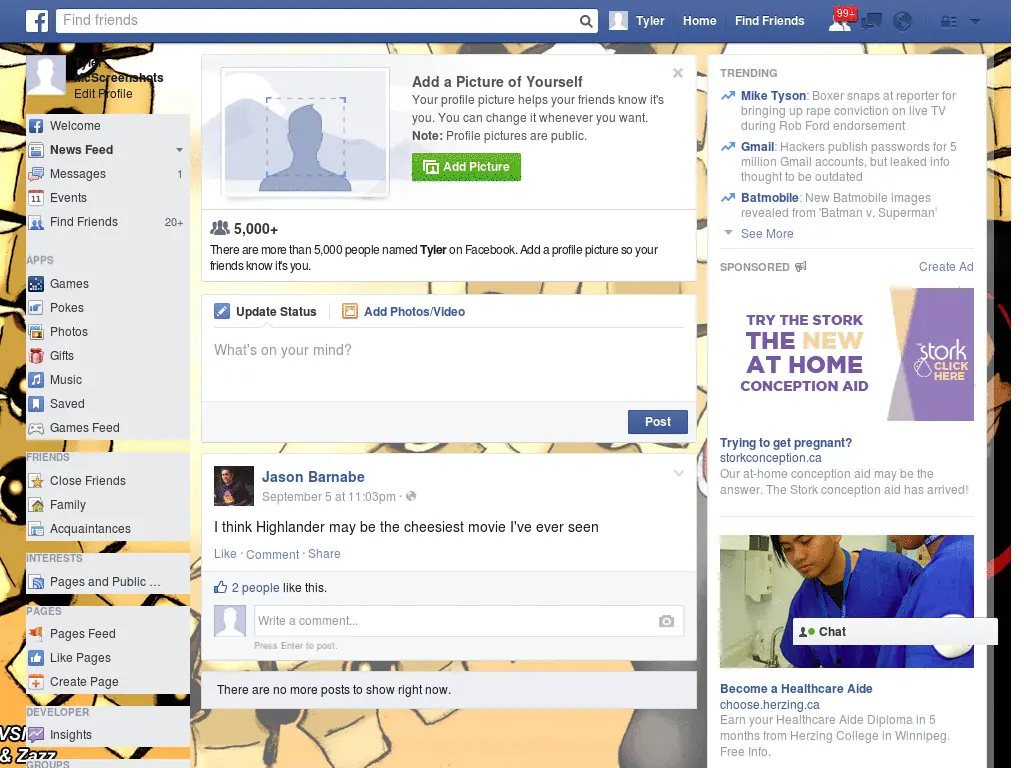 Find friends
Tyler
Home
Find Friends
99+
Tyler
McScreenshots
Edit Profile
Welcome
News Feed
Messages 1
Events
Find Friends 20+
APPS
Games
Pokes
Photos
Gifts
Music
Saved
Games Feed
FRIENDS
Close Friends
Family
Acquaintances
INTERESTS
Pages and Public ...
PAGES
Pages Feed
Like Pages
Create Page
DEVELOPER
Insights
GROUPS
& Zazz
Add a Picture of Yourself
Your profile picture helps your friends know it's
you. You can change it whenever you want.
Note: Profile pictures are public.
Add Picture
5,000+
There are more than 5,000 people named Tyler on Facebook. Add a profile picture so your
friends know it's you.
Update Status
Add Photos/Video
What's on your mind?
Post
Jason Barnabe
September 5 at 11:03pm ·
I think Highlander may be the cheesiest movie I've ever seen
Like · Comment · Share
2 people like this.
Write a comment...
Press Enter to post.
There are no more posts to show right now.
TRENDING
Mike Tyson: Boxer snaps at reporter for
bringing up rape conviction on live TV
during Rob Ford endorsement
Gmail: Hackers publish passwords for 5
million Gmail accounts, but leaked info
thought to be outdated
Batmobile: New Batmobile images
revealed from 'Batman v. Superman'
See More
SPONSORED
Create Ad
TRY THE STORK
THE NEW
AT HOME
CONCEPTION AID
the stork
CLICK
HERE
Trying to get pregnant?
storkconception.ca
Our at-home conception aid may be the
answer. The Stork conception aid has arrived!
Chat
Become a Healthcare Aide
choose.herzing.ca
Earn your Healthcare Aide Diploma in 5
months from Herzing College in Winnipeg.
Free Info.